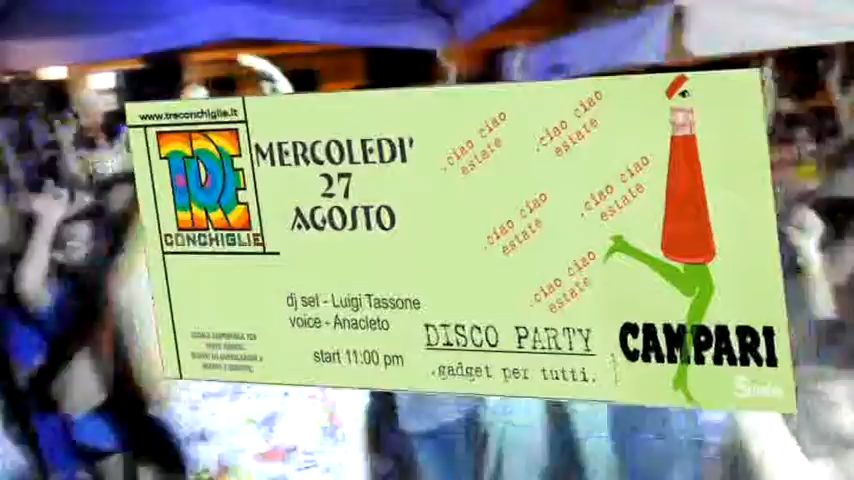 www.treconchiglie.it
TRE
CONCHIGLIE
MERCOLEDI'
27
AGOSTO
.ciao ciao
estate
.ciao ciao
estate
.ciao ciao
estate
.ciao ciao
estate
.ciao ciao
estate
dj sel - Luigi Tassone
voice - Anacleto
start 11:00 pm
DISCO PARTY
.gadget per tutti.
CAMPARI